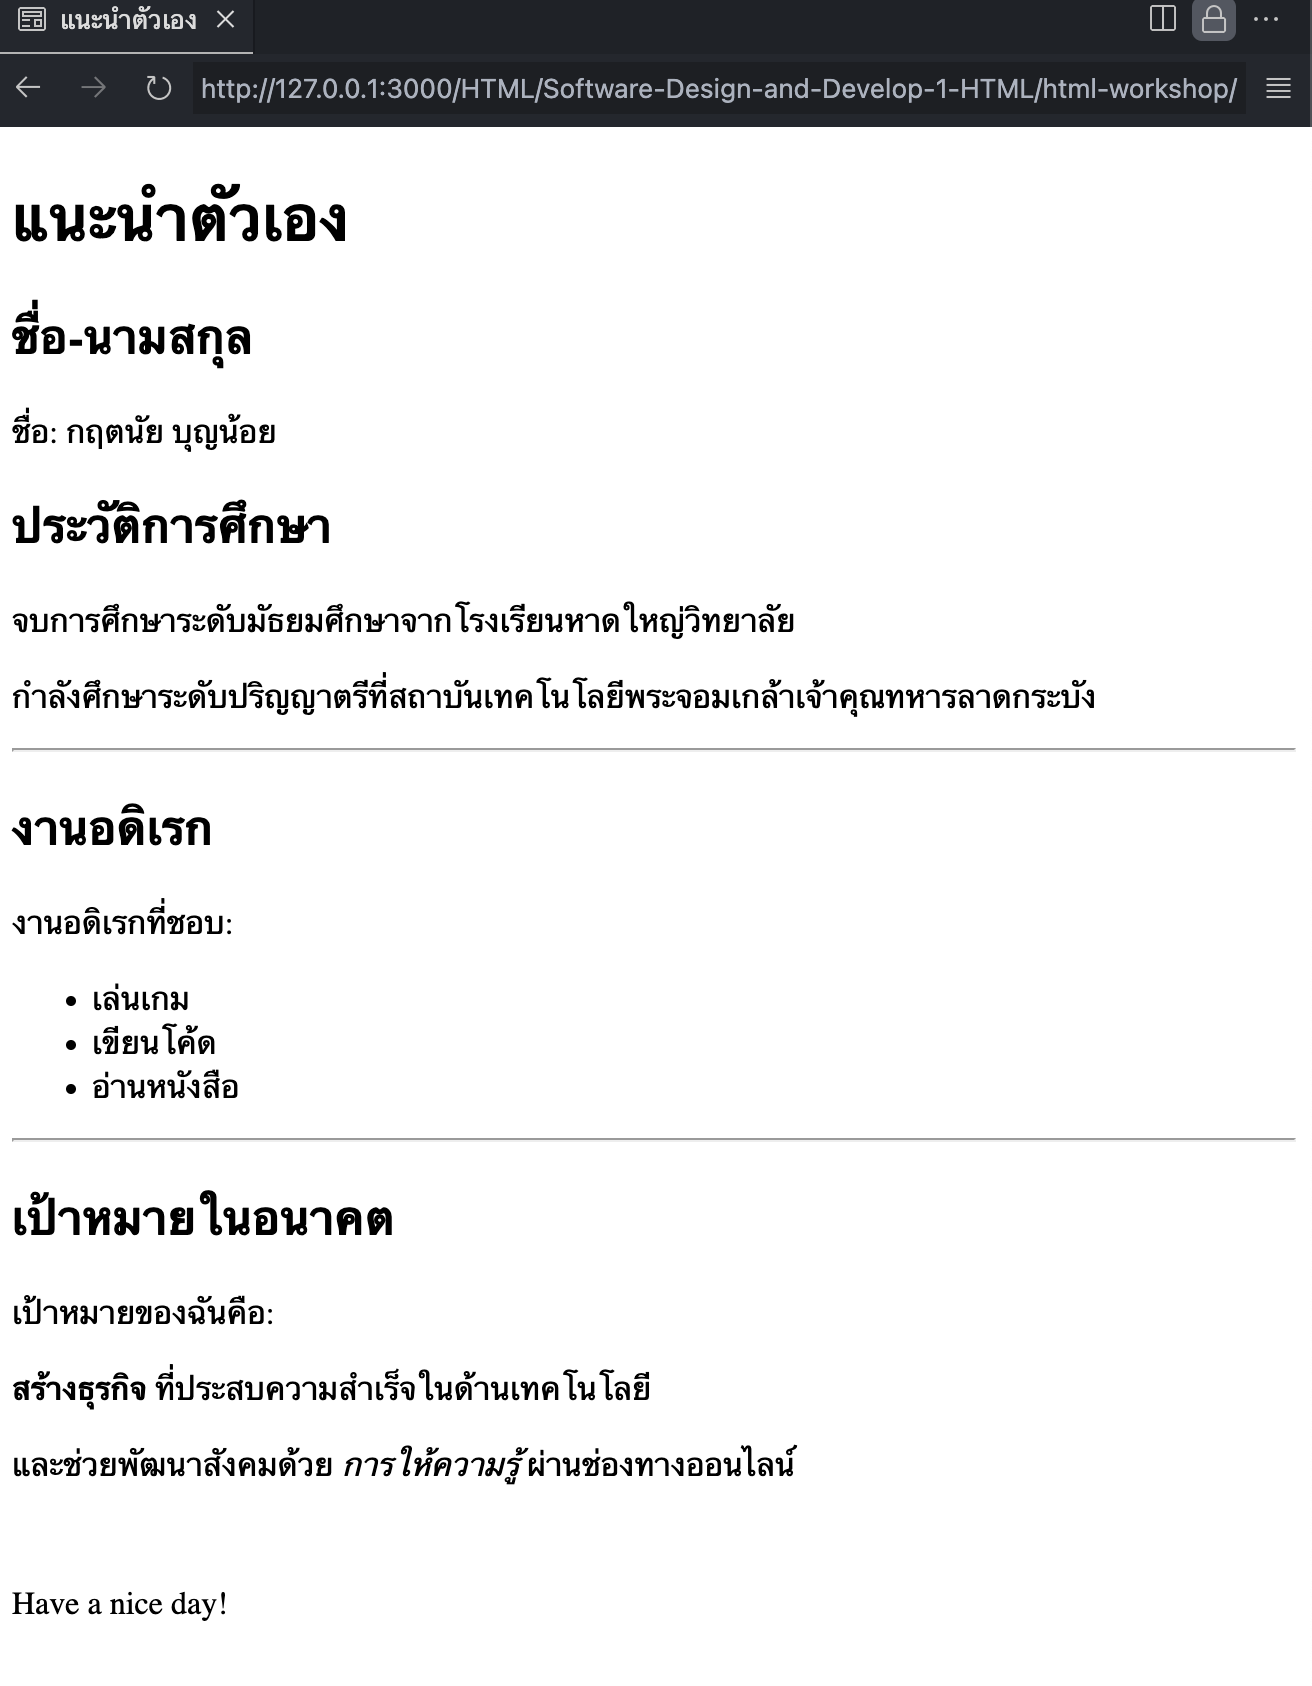 แนะนำตัวเอง
http://127.0.0.1:3000/HTML/Software-Design-and-Develop-1-HTML/html-workshop/
แนะนำตัวเอง
ชื่อ-นามสกุล
ชื่อ: กฤตนัย บุญน้อย
ประวัติการศึกษา
จบการศึกษาระดับมัธยมศึกษาจากโรงเรียนหาดใหญ่วิทยาลัย
กำลังศึกษาระดับปริญญาตรีที่สถาบันเทคโนโลยีพระจอมเกล้าเจ้าคุณทหารลาดกระบัง
งานอดิเรก
งานอดิเรกที่ชอบ:
• เล่นเกม
• เขียนโค้ด
• อ่านหนังสือ
เป้าหมายในอนาคต
เป้าหมายของฉันคือ:
สร้างธุรกิจ ที่ประสบความสำเร็จในด้านเทคโนโลยี
และช่วยพัฒนาสังคมด้วย การให้ความรู้ ผ่านช่องทางออนไลน์
Have a nice day!